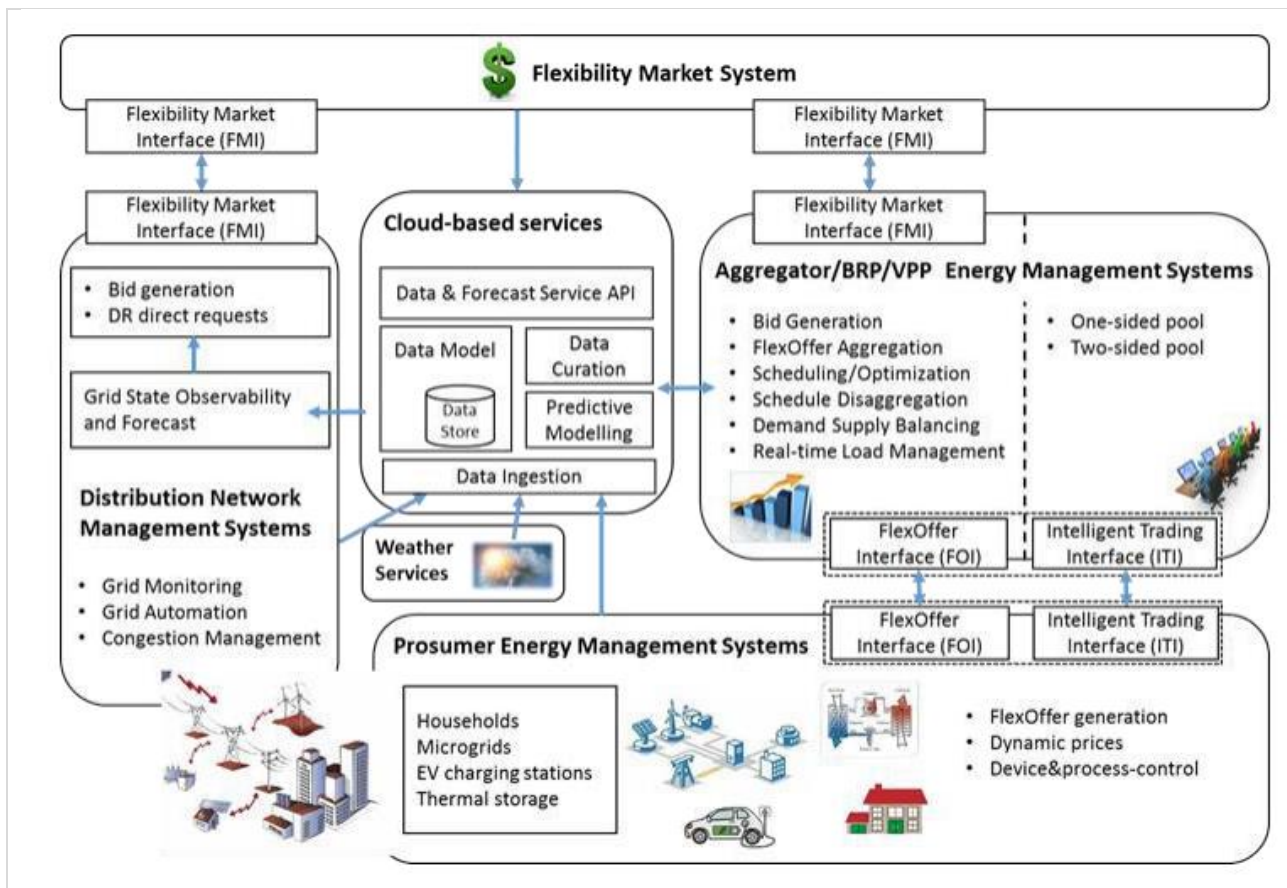 Flexibility Market System
Flexibility Market
Interface (FMI)
Flexibility Market
Interface (FMI)
Flexibility Market
Interface (FMI)
Flexibility Market
Interface (FMI)
• Bid generation
• DR direct requests
Grid State Observability
and Forecast
Distribution Network
Management Systems
• Grid Monitoring
• Grid Automation
• Congestion Management
Cloud-based services
Data & Forecast Service API
Data Model
Data
Store
Data
Curation
Predictive
Modelling
Data Ingestion
Weather
Services
Aggregator/BRP/VPP Energy Management Systems
• Bid Generation
• FlexOffer Aggregation
• Scheduling/Optimization
• Schedule Disaggregation
• Demand Supply Balancing
• Real-time Load Management
• One-sided pool
• Two-sided pool
FlexOffer
Interface (FOI)
Intelligent Trading
Interface (ITI)
FlexOffer
Interface (FOI)
Intelligent Trading
Interface (ITI)
Prosumer Energy Management Systems
Households
Microgrids
EV charging stations
Thermal storage
• FlexOffer generation
• Dynamic prices
• Device&process-control